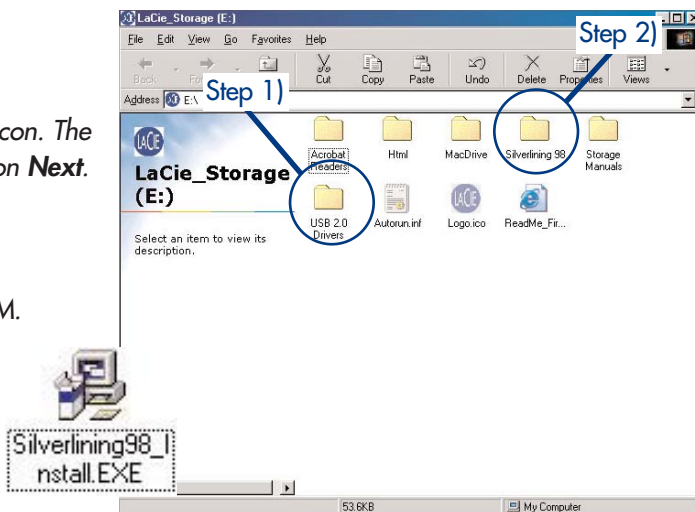 LaCie_Storage (E:)
File Edit View Go Favorites Help
Step 2)
Back Cut Copy Paste Undo Delete Properties Views
Address E:\
Step 1)
con. The
on Next.
M.
LaCie_Storage
(E:)
Select an item to view its
description.
Acrobat
Readers
Html
MacDrive
Silverlining 98
Storage
Manuals
USB 2.0
Drivers
Autorun.inf
Logo.ico
ReadMe_Fir...
Silverlining98_I
nstall.EXE
53.6KB
My Computer